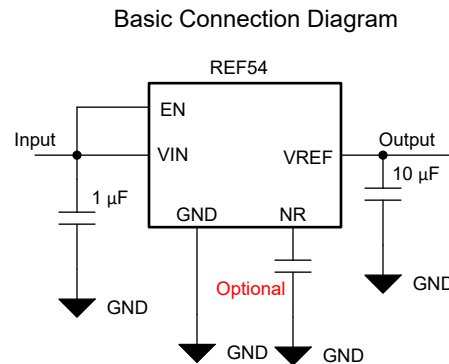 Basic Connection Diagram
REF54
EN
Input
VIN
VREF
Output
1 µF
10 µF
GND
NR
Optional
GND
GND
GND
GND